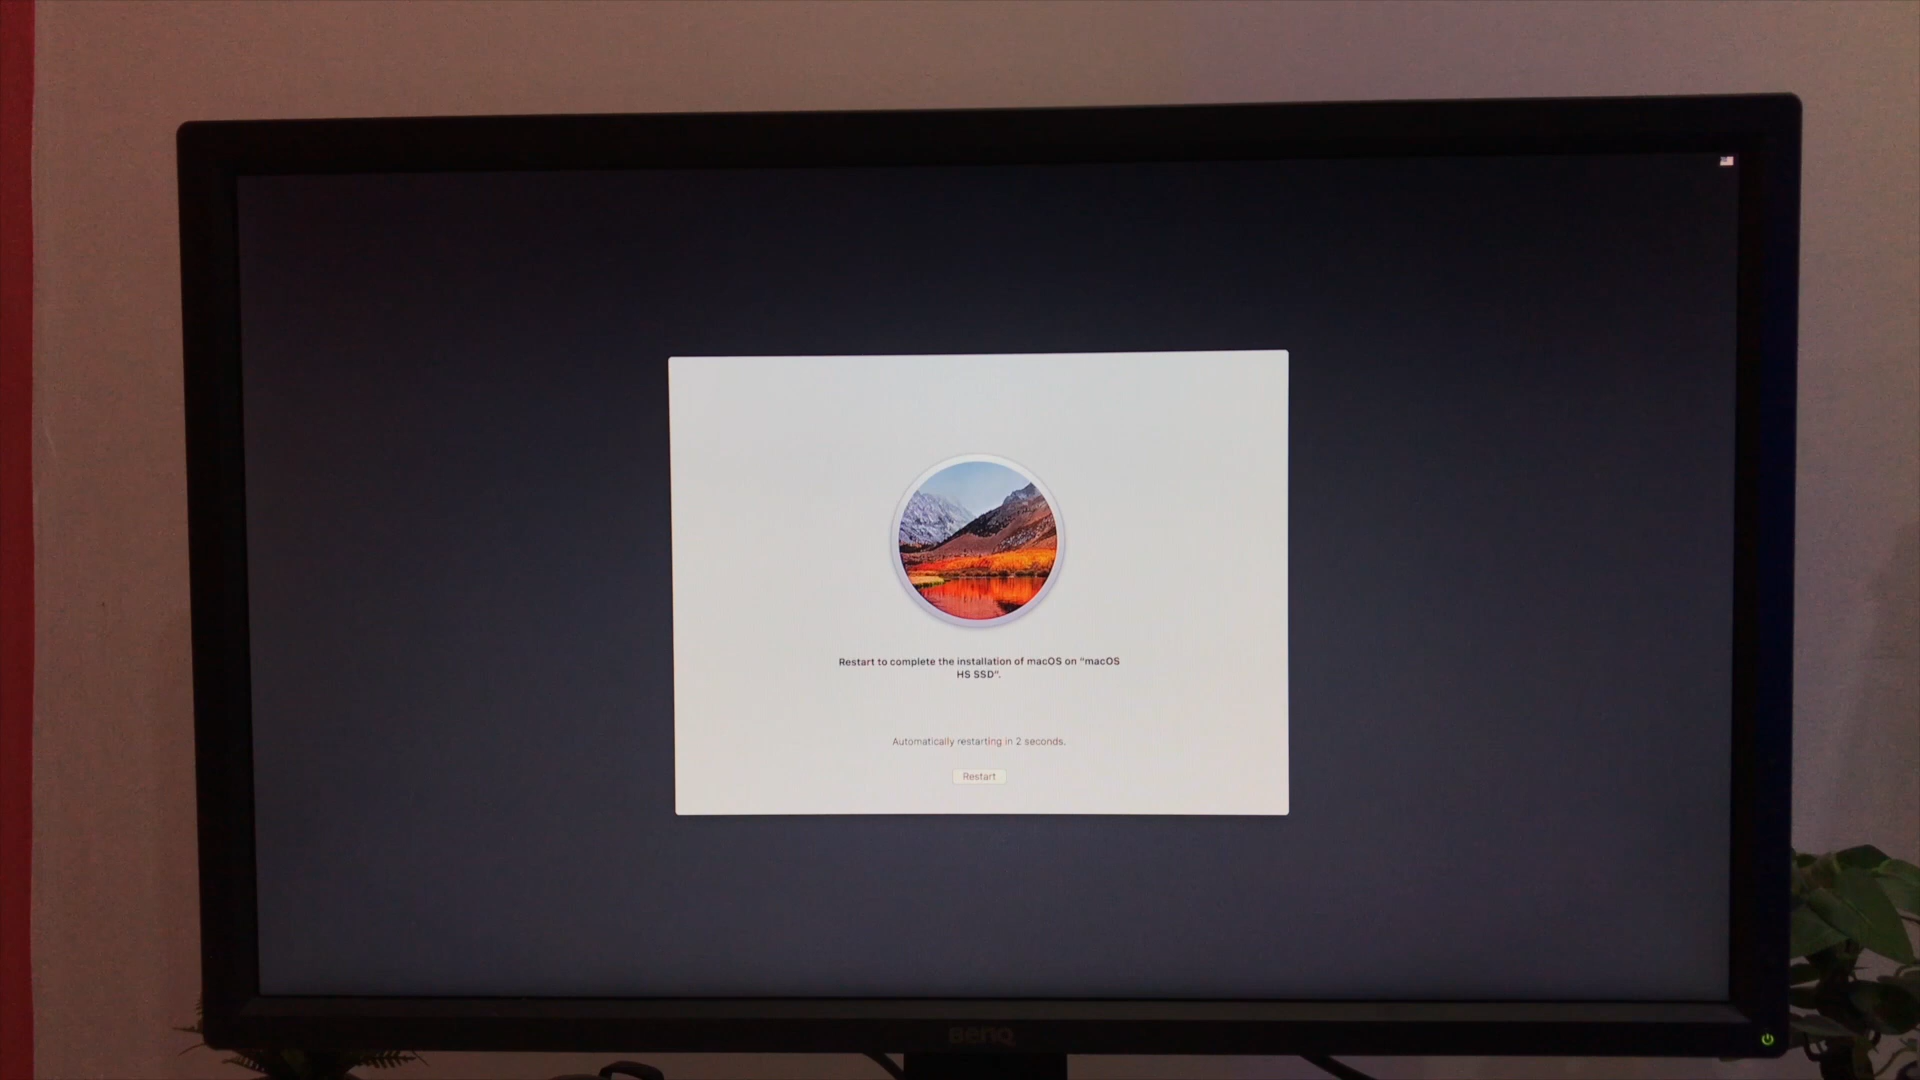 Restart to complete the installation of macOS on “macOS
HS SSD”.
Automatically restarting in 2 seconds.
Restart
BenQ